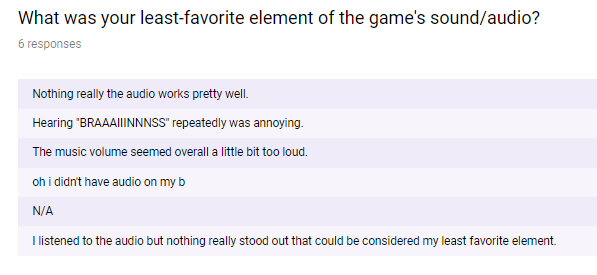 What was your least-favorite element of the game's sound/audio?
6 responses
Nothing really the audio works pretty well.
Hearing "BRAAAIIINNNSS" repeatedly was annoying.
The music volume seemed overall a little bit too loud.
oh i didn't have audio on my b
N/A
I listened to the audio but nothing really stood out that could be considered my least favorite element.